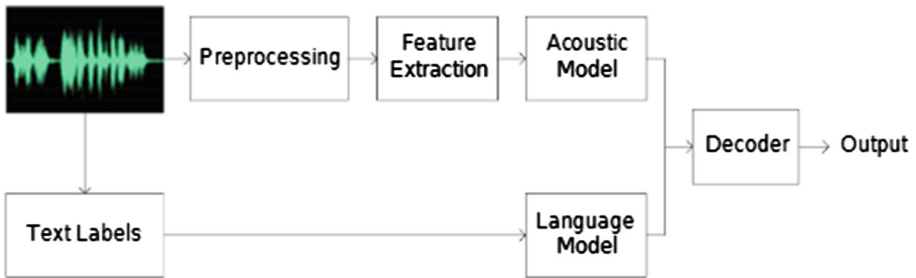 Preprocessing
Feature
Extraction
Acoustic
Model
Decoder
Output
Text Labels
Language
Model